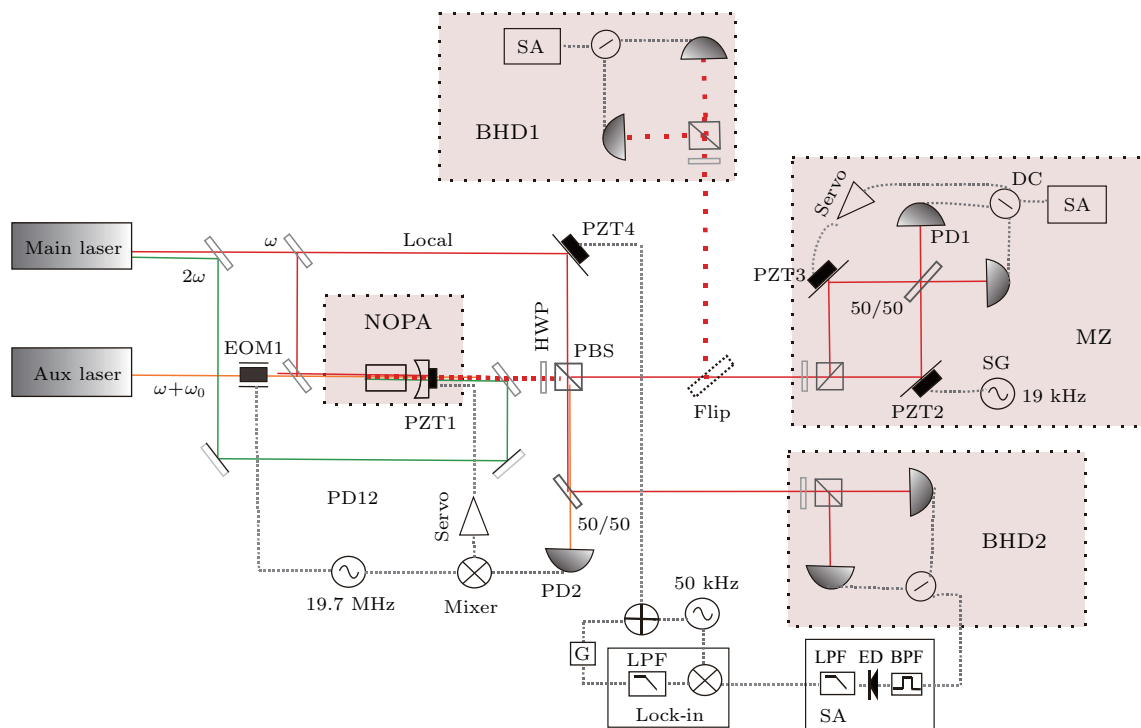 SA
BHD1
DC
Servo
SA
PD1
PZT3
50/50
MZ
SG
19 kHz
PZT2
Main laser
ω
Local
PZT4
2ω
NOPA
HWP
PBS
EOM1
Aux laser
ω+ω₀
PZT1
Flip
PD12
Servo
50/50
BHD2
19.7 MHz
Mixer
PD2
50 kHz
G
LPF
Lock-in
LPF
ED
BPF
SA